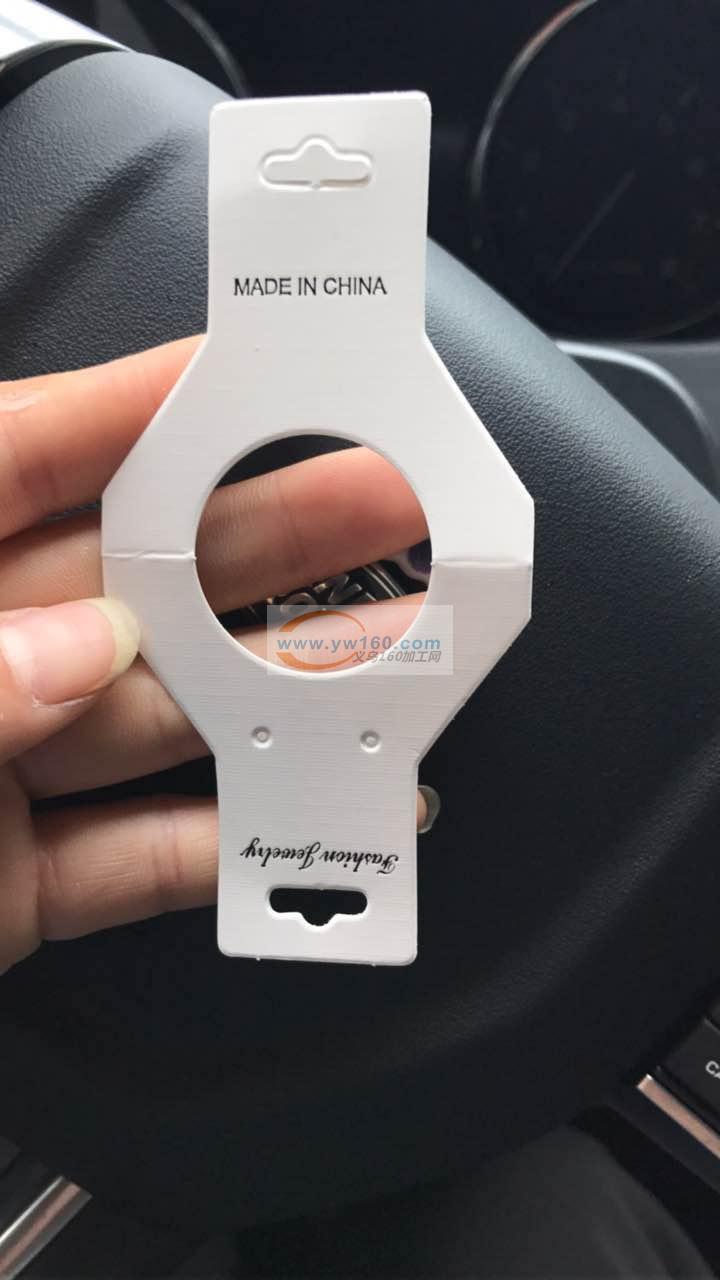 MADE IN CHINA
www.yw160.com
义乌160加工网
Fashion Jewelry